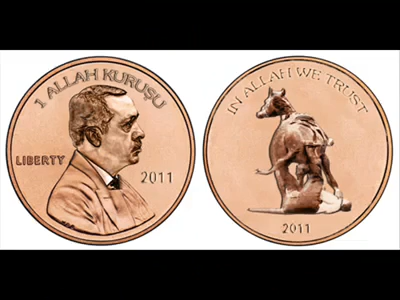 1 ALLAH KURUŞU
LIBERTY
2011
IN ALLAH WE TRUST
2011